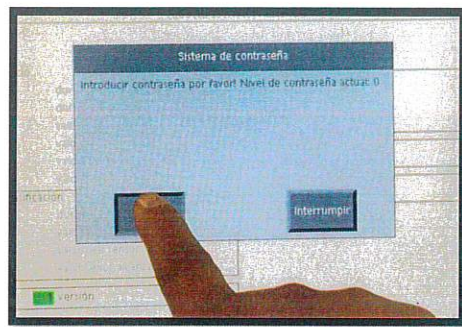 Sistema de contraseña
Introducir contraseña por favor! Nivel de contraseña actual: 0
Interrumpir
versión